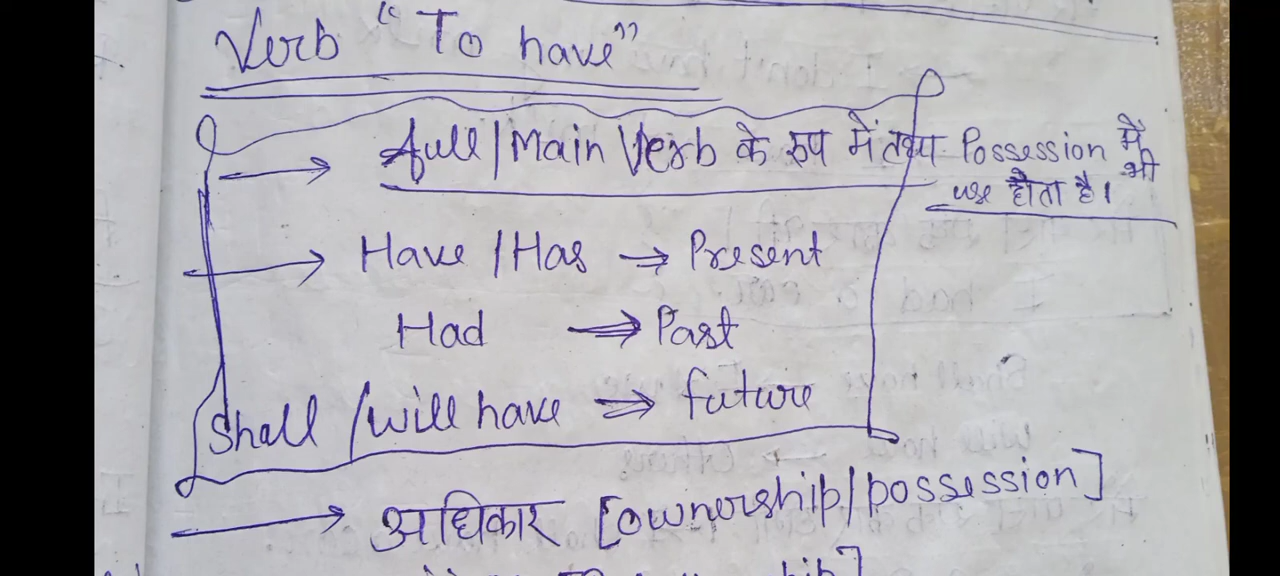 Verb "To have"
→ full/Main Verb के रुप में तथा Possession में भी
use होता है।
→ Have/Has → Present
Had ⇒ Past
Shall/will have ⇒ future
→ अधिकार [ownership/possession]